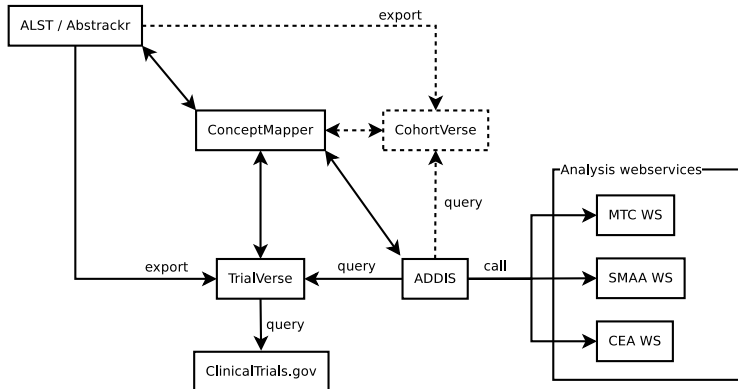 ALST / Abstrackr
export
ConceptMapper
CohortVerse
Analysis webservices
query
MTC WS
export
TrialVerse
query
ADDIS
call
SMAA WS
query
CEA WS
ClinicalTrials.gov